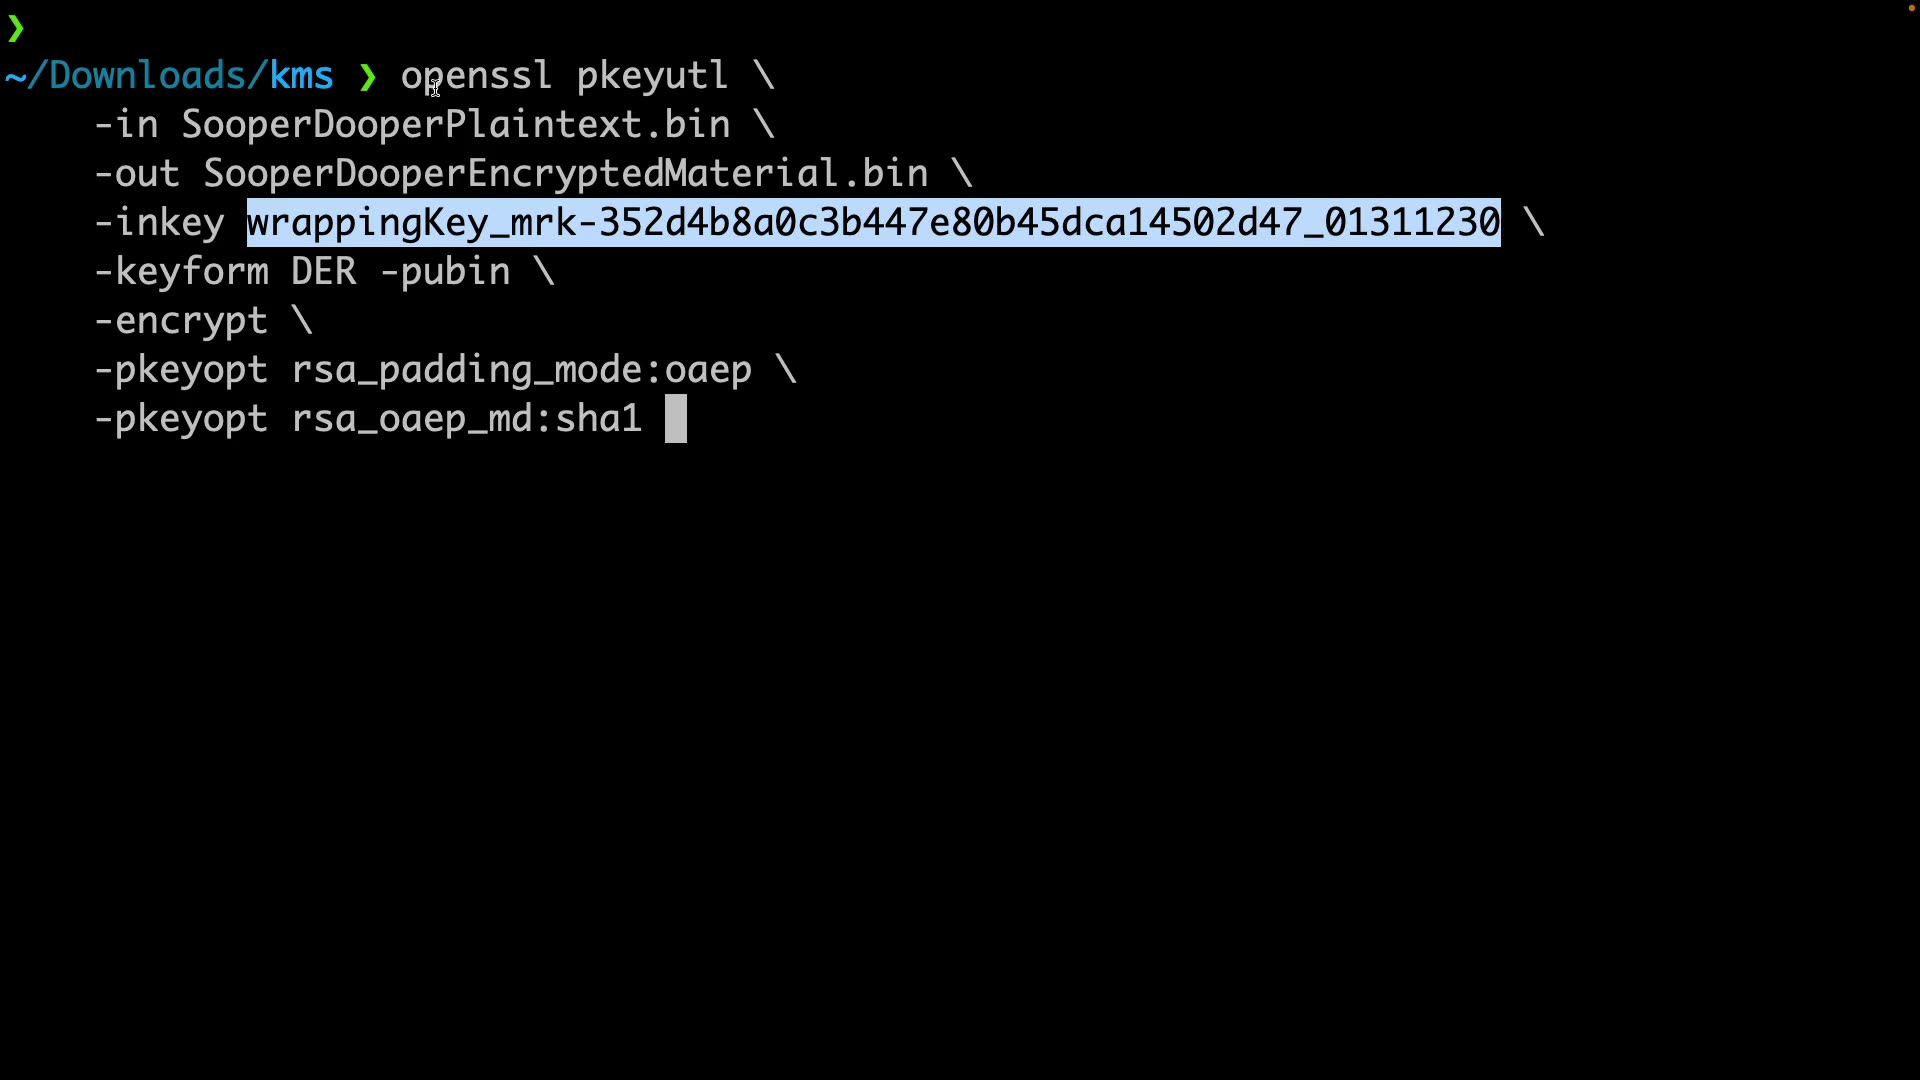 ❯
~/Downloads/kms ❯ openssl pkeyutl \
-in SooperDooperPlaintext.bin \
-out SooperDooperEncryptedMaterial.bin \
-inkey wrappingKey_mrk-352d4b8a0c3b447e80b45dca14502d47_01311230 \
-keyform DER -pubin \
-encrypt \
-pkeyopt rsa_padding_mode:oaep \
-pkeyopt rsa_oaep_md:sha1